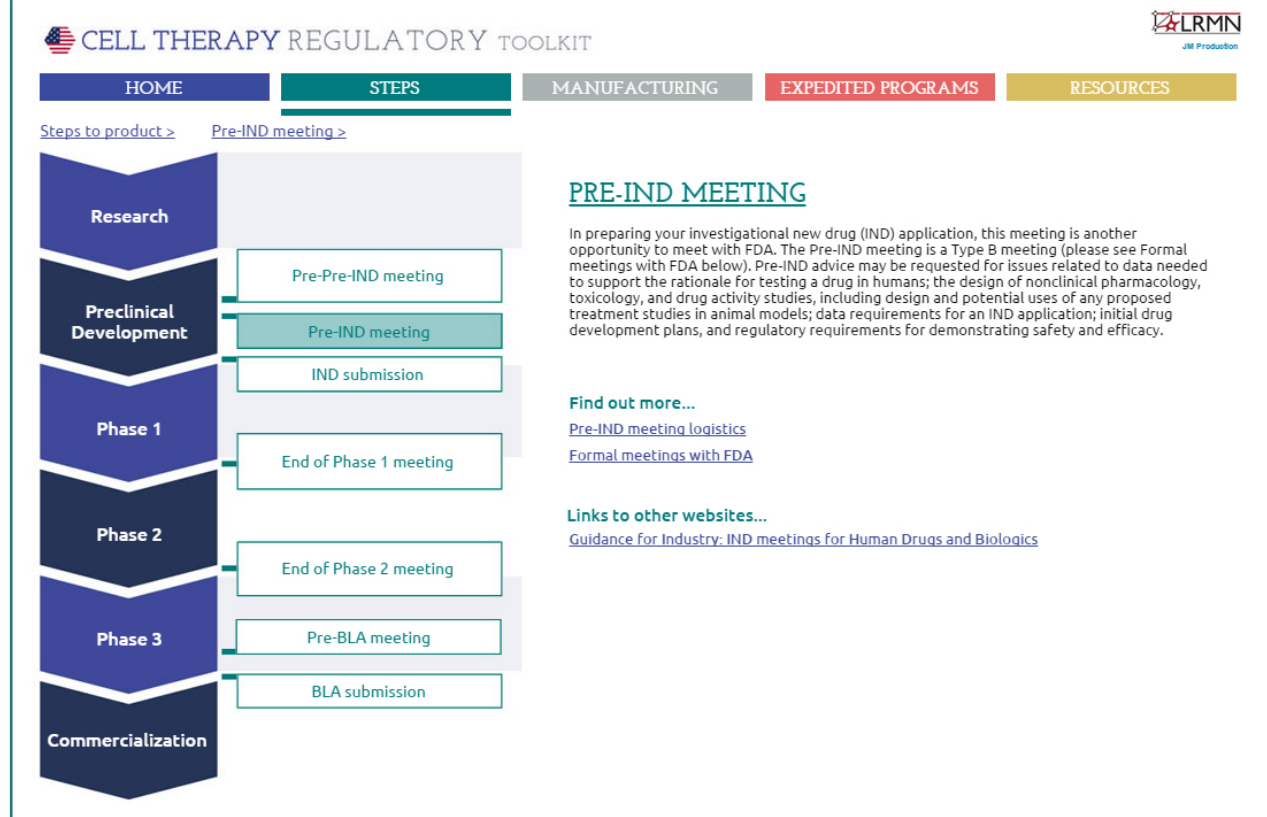 CELL THERAPY REGULATORY TOOLKIT
LRMN
JM Production
HOME
STEPS
MANUFACTURING
EXPEDITED PROGRAMS
RESOURCES
Steps to product >
Pre-IND meeting >
Research
Pre-Pre-IND meeting
Preclinical
Development
Pre-IND meeting
IND submission
Phase 1
End of Phase 1 meeting
Phase 2
End of Phase 2 meeting
Phase 3
Pre-BLA meeting
BLA submission
Commercialization
PRE-IND MEETING
In preparing your investigational new drug (IND) application, this meeting is another
opportunity to meet with FDA. The Pre-IND meeting is a Type B meeting (please see Formal
meetings with FDA below). Pre-IND advice may be requested for issues related to data needed
to support the rationale for testing a drug in humans; the design of nonclinical pharmacology,
toxicology, and drug activity studies, including design and potential uses of any proposed
treatment studies in animal models; data requirements for an IND application; initial drug
development plans, and regulatory requirements for demonstrating safety and efficacy.
Find out more...
Pre-IND meeting logistics
Formal meetings with FDA
Links to other websites...
Guidance for Industry: IND meetings for Human Drugs and Biologics